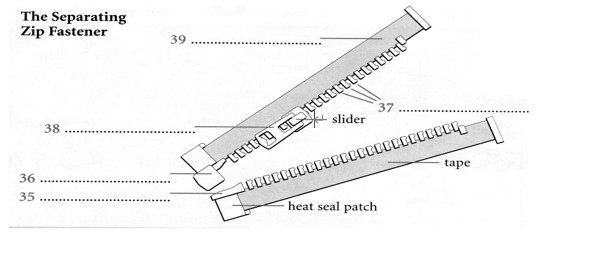 The Separating
Zip Fastener
39 ..............................
37 ..............................
slider
38 ..............................
tape
36 ..............................
35 ..............................
heat seal patch